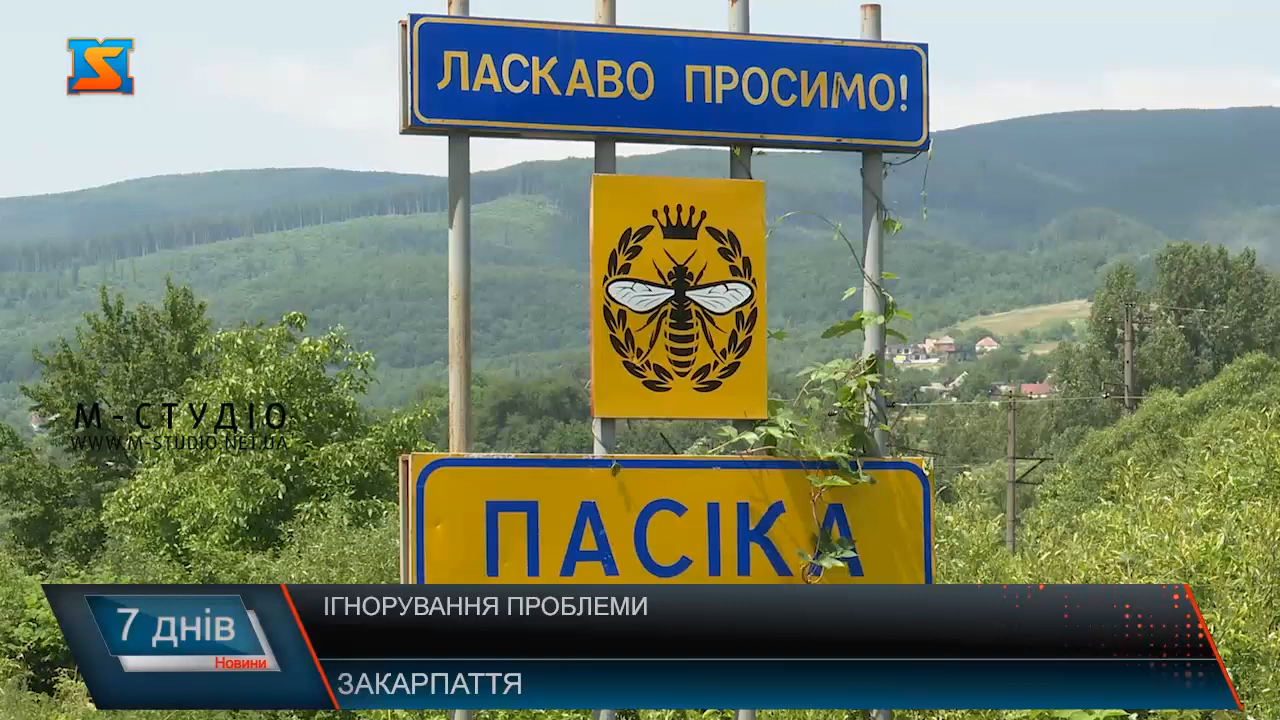 ЛАСКАВО ПРОСИМО!
М-СТУДІО
WWW.M-STUDIO.NET.UA
ПАСІКА
7 днів
Новини
ІГНОРУВАННЯ ПРОБЛЕМИ
ЗАКАРПАТТЯ